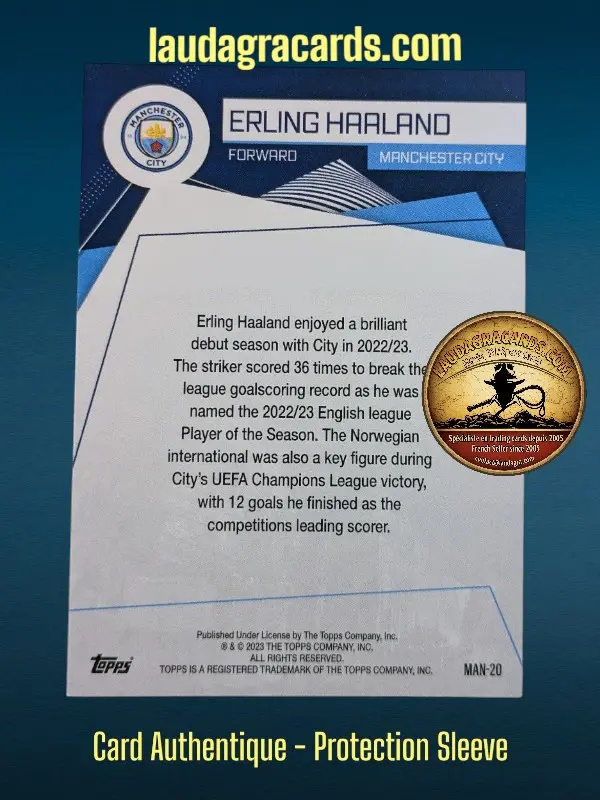 laudagracards.com
MANCHESTER
CITY
ERLING HAALAND
FORWARD
MANCHESTER CITY
Erling Haaland enjoyed a brilliant
debut season with City in 2022/23.
The striker scored 36 times to break the
league goalscoring record as he was
named the 2022/23 English league
Player of the Season. The Norwegian
international was also a key figure during
City's UEFA Champions League victory,
with 12 goals he finished as the
competitions leading scorer.
LAUDAGRACARDS.COM
Spécialiste en trading cards depuis 2005
French Seller since 2005
Published Under License by The Topps Company, Inc.
® & © 2023 THE TOPPS COMPANY, INC.
ALL RIGHTS RESERVED.
TOPPS IS A REGISTERED TRADEMARK OF THE TOPPS COMPANY, INC.
TOPPS
MAN-20
Card Authentique - Protection Sleeve